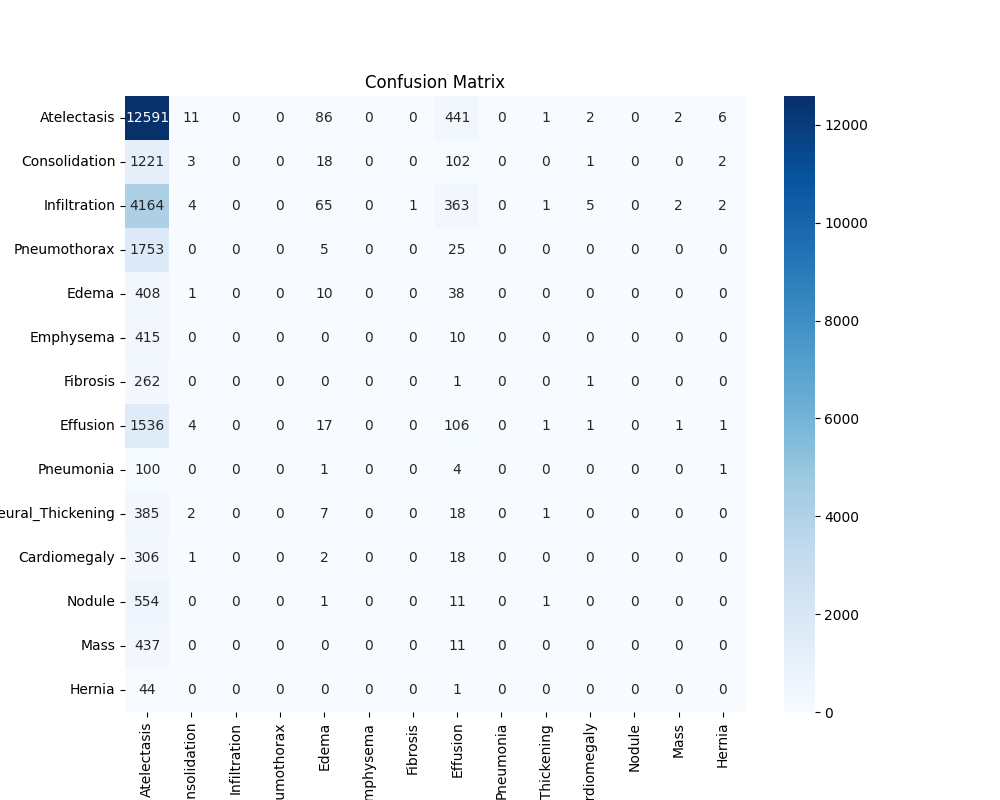 Confusion Matrix
Atelectasis 12591 11 0 0 86 0 0 441 0 1 2 0 2 6
Consolidation 1221 3 0 0 18 0 0 102 0 0 1 0 0 2
Infiltration 4164 4 0 0 65 0 1 363 0 1 5 0 2 2
Pneumothorax 1753 0 0 0 5 0 0 25 0 0 0 0 0 0
Edema 408 1 0 0 10 0 0 38 0 0 0 0 0 0
Emphysema 415 0 0 0 0 0 0 10 0 0 0 0 0 0
Fibrosis 262 0 0 0 0 0 0 1 0 0 1 0 0 0
Effusion 1536 4 0 0 17 0 0 106 0 1 1 0 1 1
Pneumonia 100 0 0 0 1 0 0 4 0 0 0 0 0 1
eural_Thickening 385 2 0 0 7 0 0 18 0 1 0 0 0 0
Cardiomegaly 306 1 0 0 2 0 0 18 0 0 0 0 0 0
Nodule 554 0 0 0 1 0 0 11 0 1 0 0 0 0
Mass 437 0 0 0 0 0 0 11 0 0 0 0 0 0
Hernia 44 0 0 0 0 0 0 1 0 0 0 0 0 0
Atelectasis
nsolidation
Infiltration
umothorax
Edema
mphysema
Fibrosis
Effusion
Pneumonia
Thickening
rdiomegaly
Nodule
Mass
Hernia
12000
10000
8000
6000
4000
2000
0